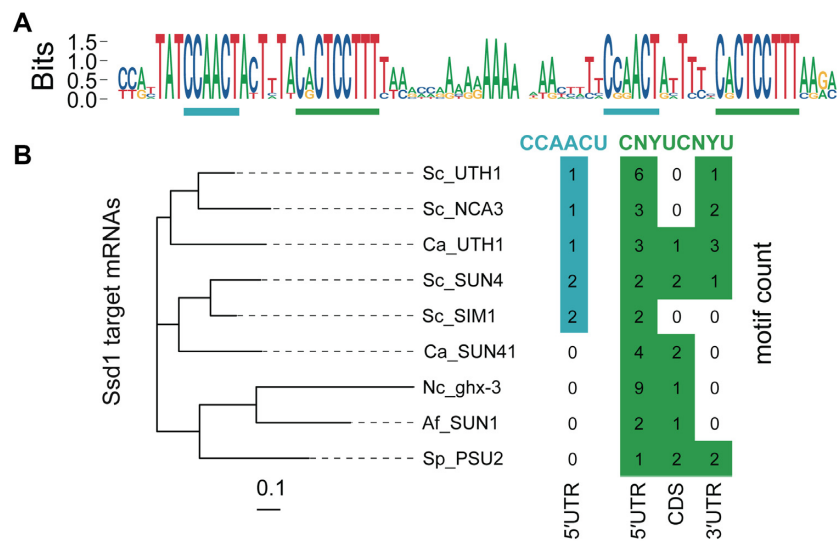 A
Bits
1.5
1.0
0.5
0.0
TATCCAACTACTTTACACTCCTTT
CCAACT
CACTCCTTT
B
CCAACU CNYUCNYU
Ssd1 target mRNAs
Sc_UTH1 1 6 0 1
Sc_NCA3 1 3 0 2
Ca_UTH1 1 3 1 3
Sc_SUN4 2 2 2 1
Sc_SIM1 2 2 0 0
Ca_SUN41 0 4 2 0
Nc_ghx-3 0 9 1 0
Af_SUN1 0 2 1 0
Sp_PSU2 0 1 2 2
motif count
0.1
5'UTR 5'UTR CDS 3'UTR